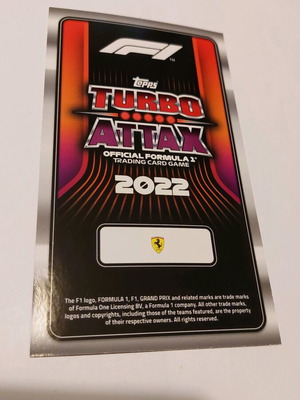 F1
TM
Topps
TURBO
ATTAX
OFFICIAL FORMULA 1®
TRADING CARD GAME
2022
The F1 logo, FORMULA 1, F1, GRAND PRIX and related marks are trade marks
of Formula One Licensing BV, a Formula 1 company. All other trade marks,
logos and copyrights, including those of the teams featured, are the property
of their respective owners. All rights reserved.